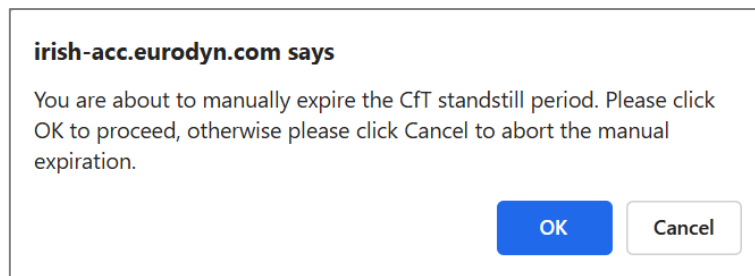 irish-acc.eurodyn.com says
You are about to manually expire the CfT standstill period. Please click
OK to proceed, otherwise please click Cancel to abort the manual
expiration.
OK Cancel